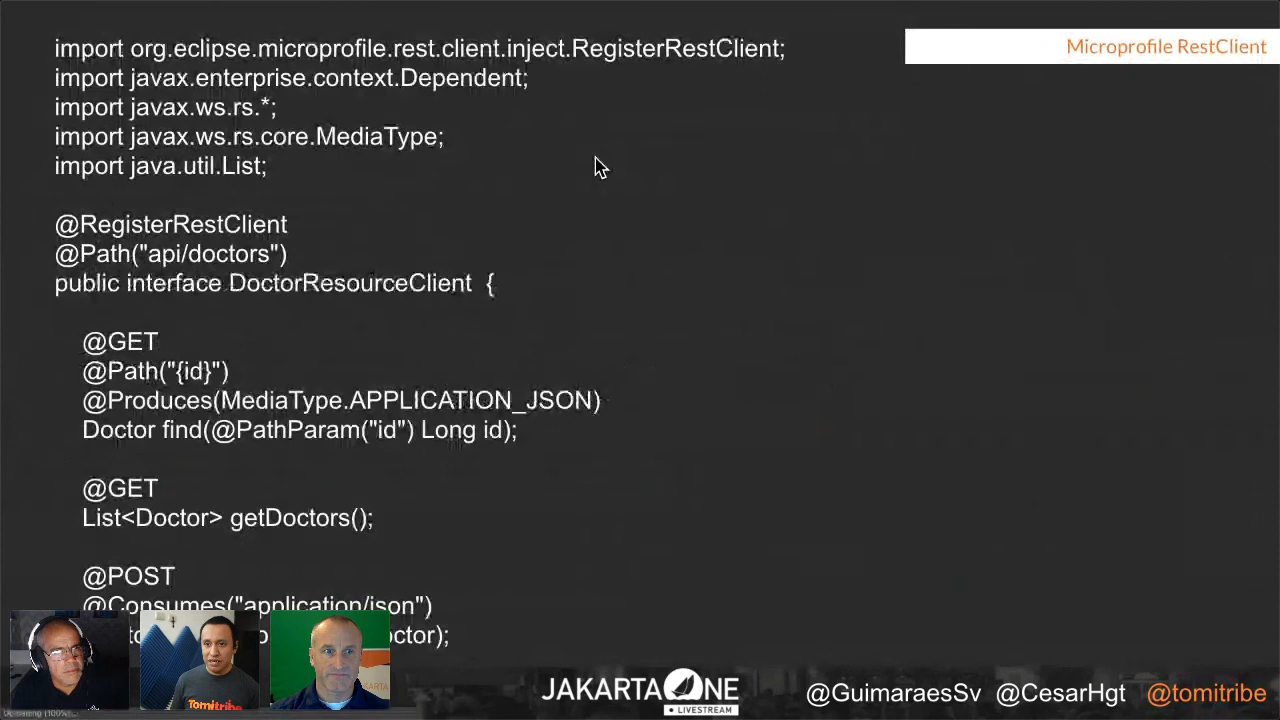 import org.eclipse.microprofile.rest.client.inject.RegisterRestClient;
Microprofile RestClient
import javax.enterprise.context.Dependent;
import javax.ws.rs.*;
import javax.ws.rs.core.MediaType;
import java.util.List;
@RegisterRestClient
@Path("api/doctors")
public interface DoctorResourceClient {
@GET
@Path("{id}")
@Produces(MediaType.APPLICATION_JSON)
Doctor find(@PathParam("id") Long id);
@GET
List<Doctor> getDoctors();
@POST
@Consumes("application/json")
octor);
Tomitribe
JAKARTA ONE
LIVESTREAM
@GuimaraesSv @CesarHgt @tomitribe